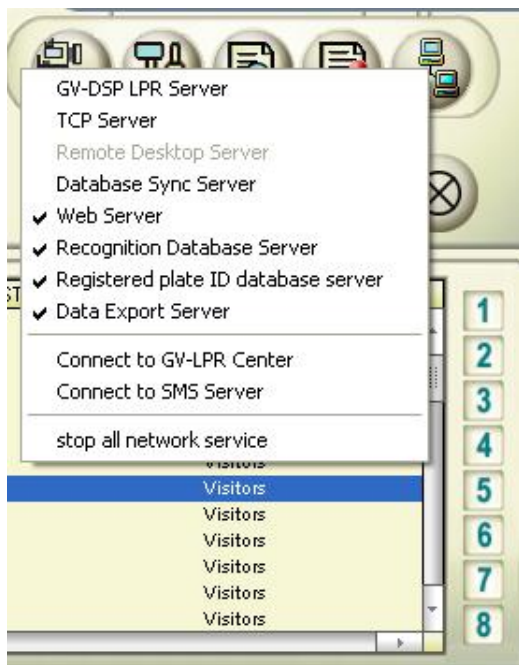 GV-DSP LPR Server
TCP Server
Remote Desktop Server
Database Sync Server
Web Server
Recognition Database Server
Registered plate ID database server
Data Export Server
Connect to GV-LPR Center
Connect to SMS Server
stop all network service
Visitors
Visitors
Visitors
Visitors
Visitors
Visitors
Visitors
1
2
3
4
5
6
7
8